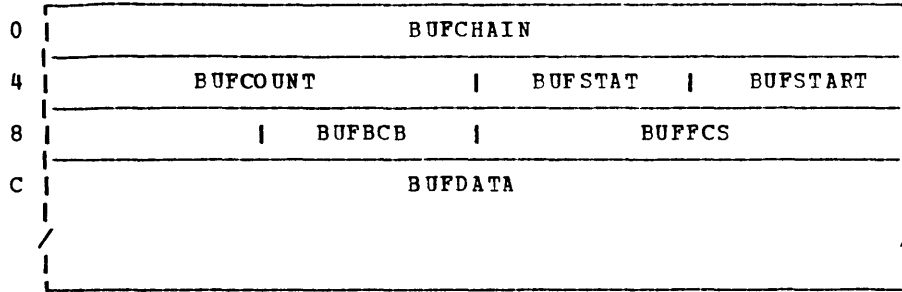 0 BUFCHAIN
4 BUFCOUNT | BUFSTAT | BUFSTART
8 | BUFBCB | BUFFCS
C BUFDATA